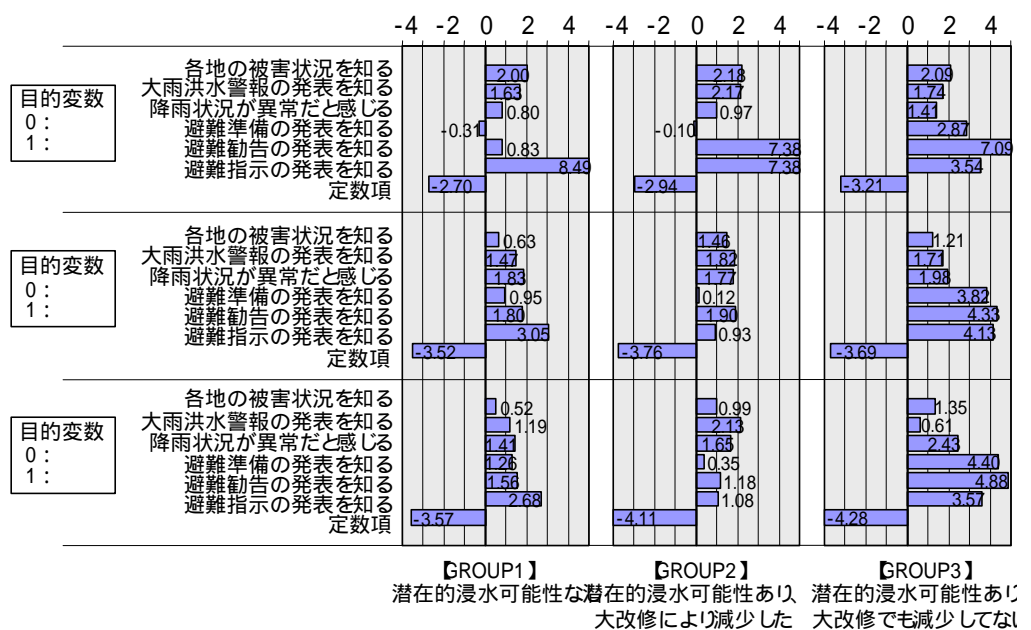 -4 -2 0 2 4 -4 -2 0 2 4 -4 -2 0 2 4
目的変数
0：
1：
各地の被害状況を知る 2.00 2.18 2.09
大雨洪水警報の発表を知る 1.63 2.17 1.74
降雨状況が異常だと感じる 0.80 0.97 1.41
避難準備の発表を知る -0.31 -0.10 2.87
避難勧告の発表を知る 0.83 7.38 7.09
避難指示の発表を知る 8.49 7.38 3.54
定数項 -2.70 -2.94 -3.21
目的変数
0：
1：
各地の被害状況を知る 0.63 1.46 1.21
大雨洪水警報の発表を知る 1.47 1.82 1.71
降雨状況が異常だと感じる 1.83 1.77 1.98
避難準備の発表を知る 0.95 0.12 3.82
避難勧告の発表を知る 1.80 1.90 4.33
避難指示の発表を知る 3.05 0.93 4.13
定数項 -3.52 -3.76 -3.69
目的変数
0：
1：
各地の被害状況を知る 0.52 0.99 1.35
大雨洪水警報の発表を知る 1.19 2.13 0.61
降雨状況が異常だと感じる 1.41 1.65 2.43
避難準備の発表を知る 1.26 0.35 4.40
避難勧告の発表を知る 1.56 1.18 4.88
避難指示の発表を知る 2.68 1.08 3.57
定数項 -3.57 -4.11 -4.28
【GROUP1】 【GROUP2】 【GROUP3】
潜在的浸水可能性な 潜在的浸水可能性あり、 潜在的浸水可能性あり
大改修により減少した 大改修でも減少してない